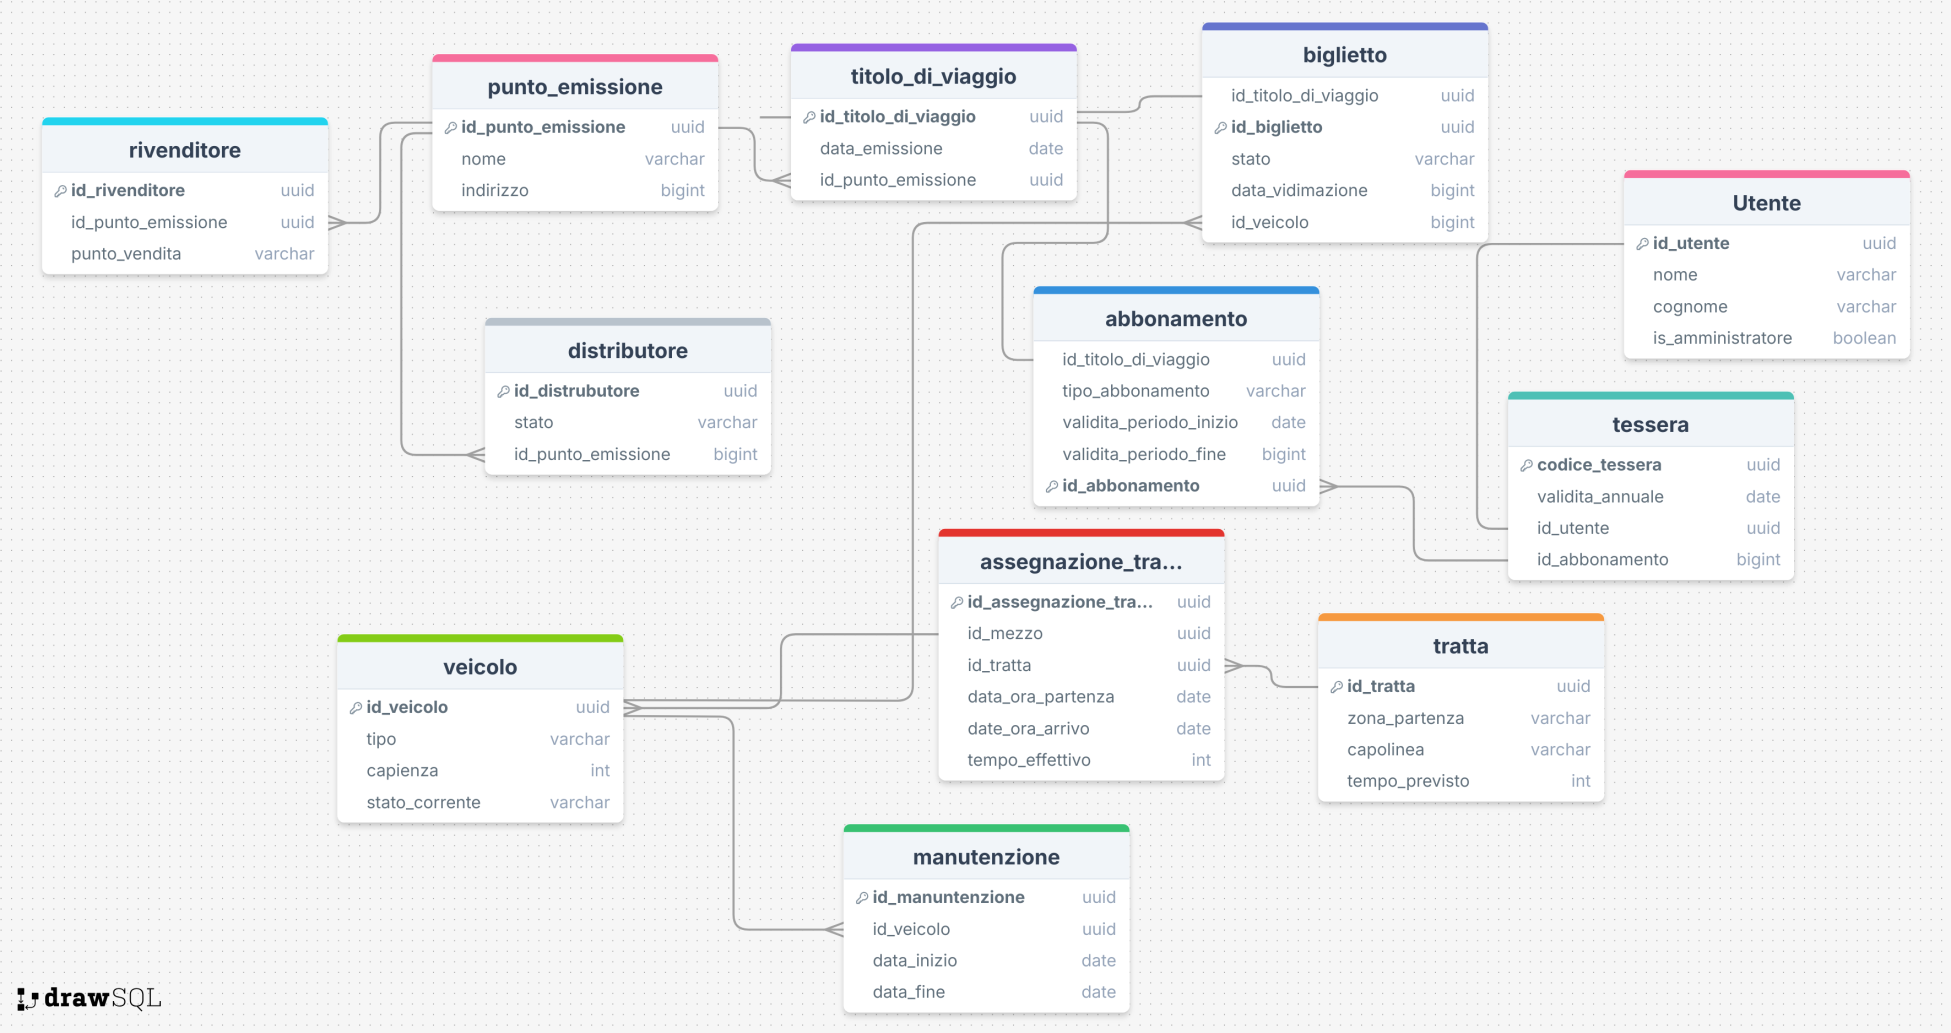 rivenditore
id_rivenditore uuid
id_punto_emissione uuid
punto_vendita varchar
punto_emissione
id_punto_emissione uuid
nome varchar
indirizzo bigint
titolo_di_viaggio
id_titolo_di_viaggio uuid
data_emissione date
id_punto_emissione uuid
biglietto
id_titolo_di_viaggio uuid
id_biglietto uuid
stato varchar
data_vidimazione bigint
id_veicolo bigint
Utente
id_utente uuid
nome varchar
cognome varchar
is_amministratore boolean
distributore
id_distrubutore uuid
stato varchar
id_punto_emissione bigint
abbonamento
id_titolo_di_viaggio uuid
tipo_abbonamento varchar
validita_periodo_inizio date
validita_periodo_fine bigint
id_abbonamento uuid
tessera
codice_tessera uuid
validita_annuale date
id_utente uuid
id_abbonamento bigint
assegnazione_tra...
id_assegnazione_tra... uuid
id_mezzo uuid
id_tratta uuid
data_ora_partenza date
date_ora_arrivo date
tempo_effettivo int
tratta
id_tratta uuid
zona_partenza varchar
capolinea varchar
tempo_previsto int
veicolo
id_veicolo uuid
tipo varchar
capienza int
stato_corrente varchar
manutenzione
id_manuntenzione uuid
id_veicolo uuid
data_inizio date
data_fine date
drawSQL